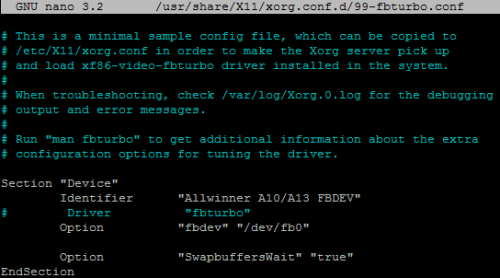 GNU nano 3.2 /usr/share/X11/xorg.conf.d/99-fbturbo.conf
# This is a minimal sample config file, which can be copied to
# /etc/X11/xorg.conf in order to make the Xorg server pick up
# and load xf86-video-fbturbo driver installed in the system.
#
# When troubleshooting, check /var/log/Xorg.0.log for the debugging
# output and error messages.
#
# Run "man fbturbo" to get additional information about the extra
# configuration options for tuning the driver.
Section "Device"
Identifier "Allwinner A10/A13 FBDEV"
# Driver "fbturbo"
Option "fbdev" "/dev/fb0"
Option "SwapbuffersWait" "true"
EndSection